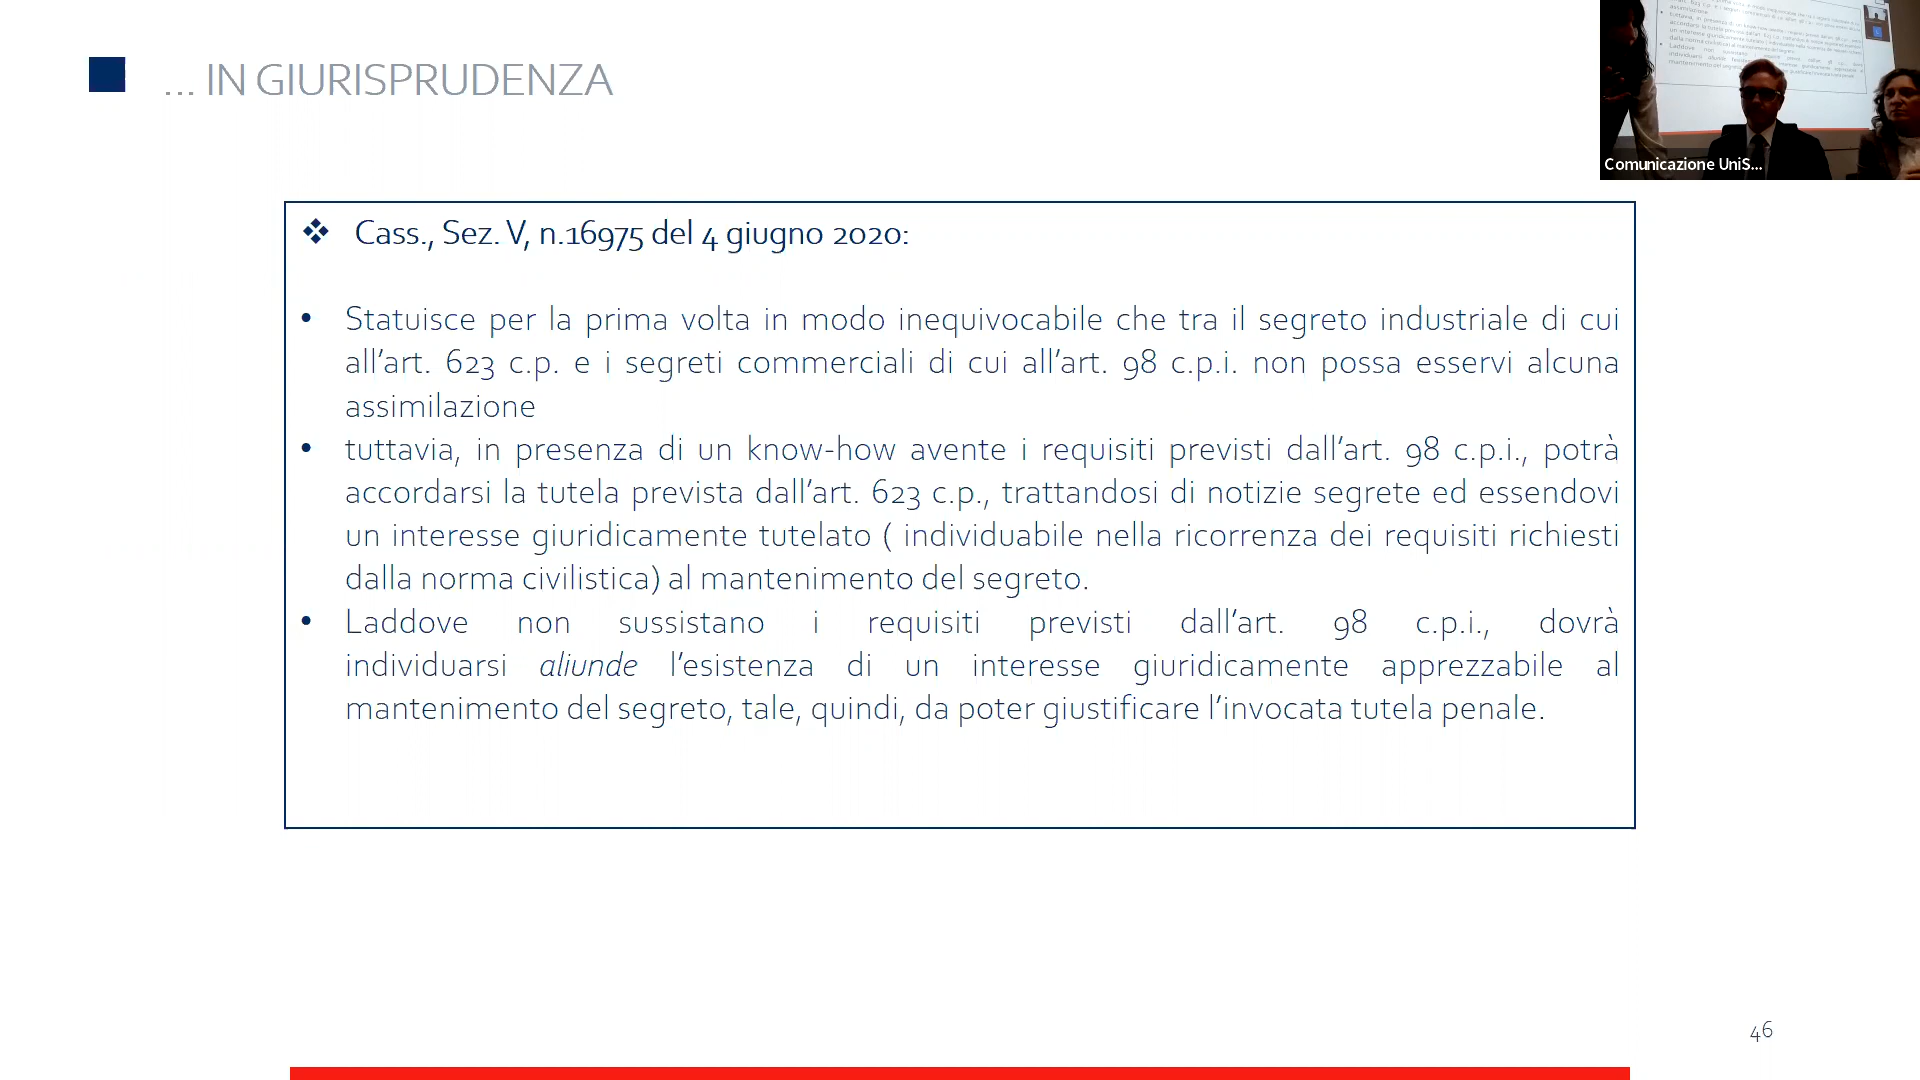 ... IN GIURISPRUDENZA
Comunicazione UniS...
❖ Cass., Sez. V, n.16975 del 4 giugno 2020:
• Statuisce per la prima volta in modo inequivocabile che tra il segreto industriale di cui
all’art. 623 c.p. e i segreti commerciali di cui all’art. 98 c.p.i. non possa esservi alcuna
assimilazione
• tuttavia, in presenza di un know-how avente i requisiti previsti dall’art. 98 c.p.i., potrà
accordarsi la tutela prevista dall’art. 623 c.p., trattandosi di notizie segrete ed essendovi
un interesse giuridicamente tutelato ( individuabile nella ricorrenza dei requisiti richiesti
dalla norma civilistica) al mantenimento del segreto.
• Laddove non sussistano i requisiti previsti dall’art. 98 c.p.i., dovrà
individuarsi aliunde l’esistenza di un interesse giuridicamente apprezzabile al
mantenimento del segreto, tale, quindi, da poter giustificare l’invocata tutela penale.
46